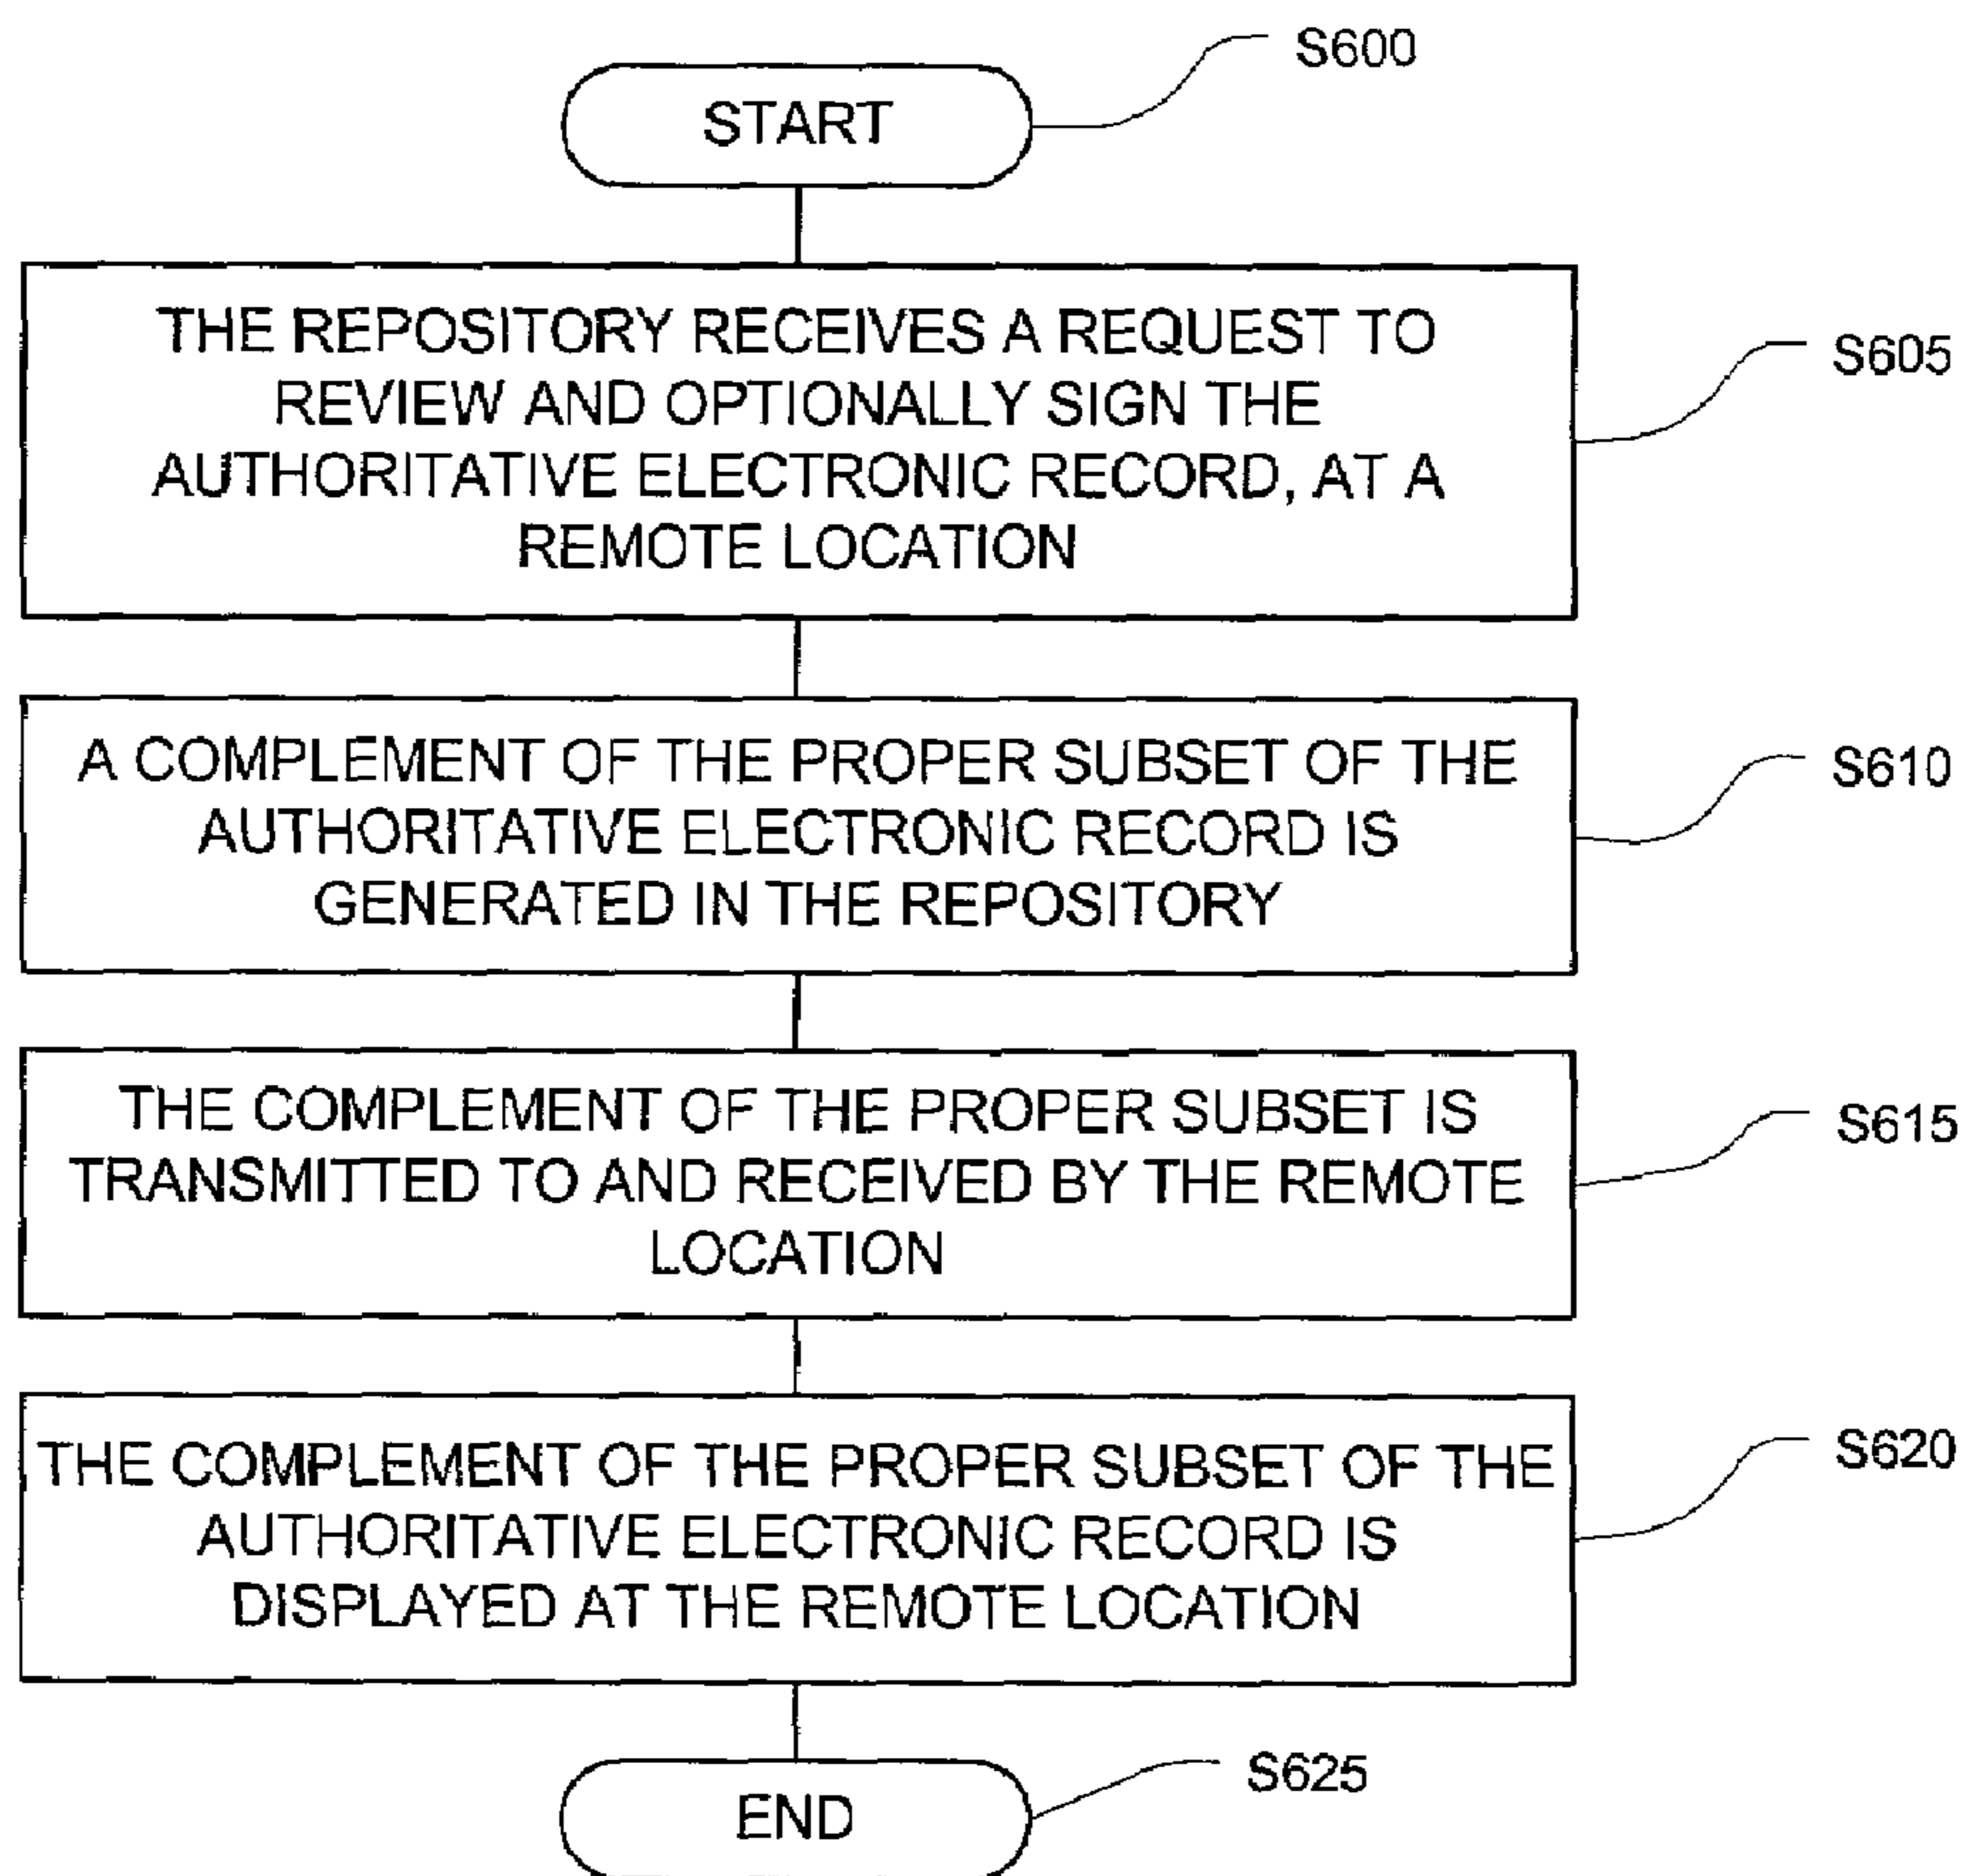 S600
START
THE REPOSITORY RECEIVES A REQUEST TO
REVIEW AND OPTIONALLY SIGN THE
AUTHORITATIVE ELECTRONIC RECORD, AT A
REMOTE LOCATION
S605
A COMPLEMENT OF THE PROPER SUBSET OF THE
AUTHORITATIVE ELECTRONIC RECORD IS
GENERATED IN THE REPOSITORY
S610
THE COMPLEMENT OF THE PROPER SUBSET IS
TRANSMITTED TO AND RECEIVED BY THE REMOTE
LOCATION
S615
THE COMPLEMENT OF THE PROPER SUBSET OF THE
AUTHORITATIVE ELECTRONIC RECORD IS
DISPLAYED AT THE REMOTE LOCATION
S620
END
S625